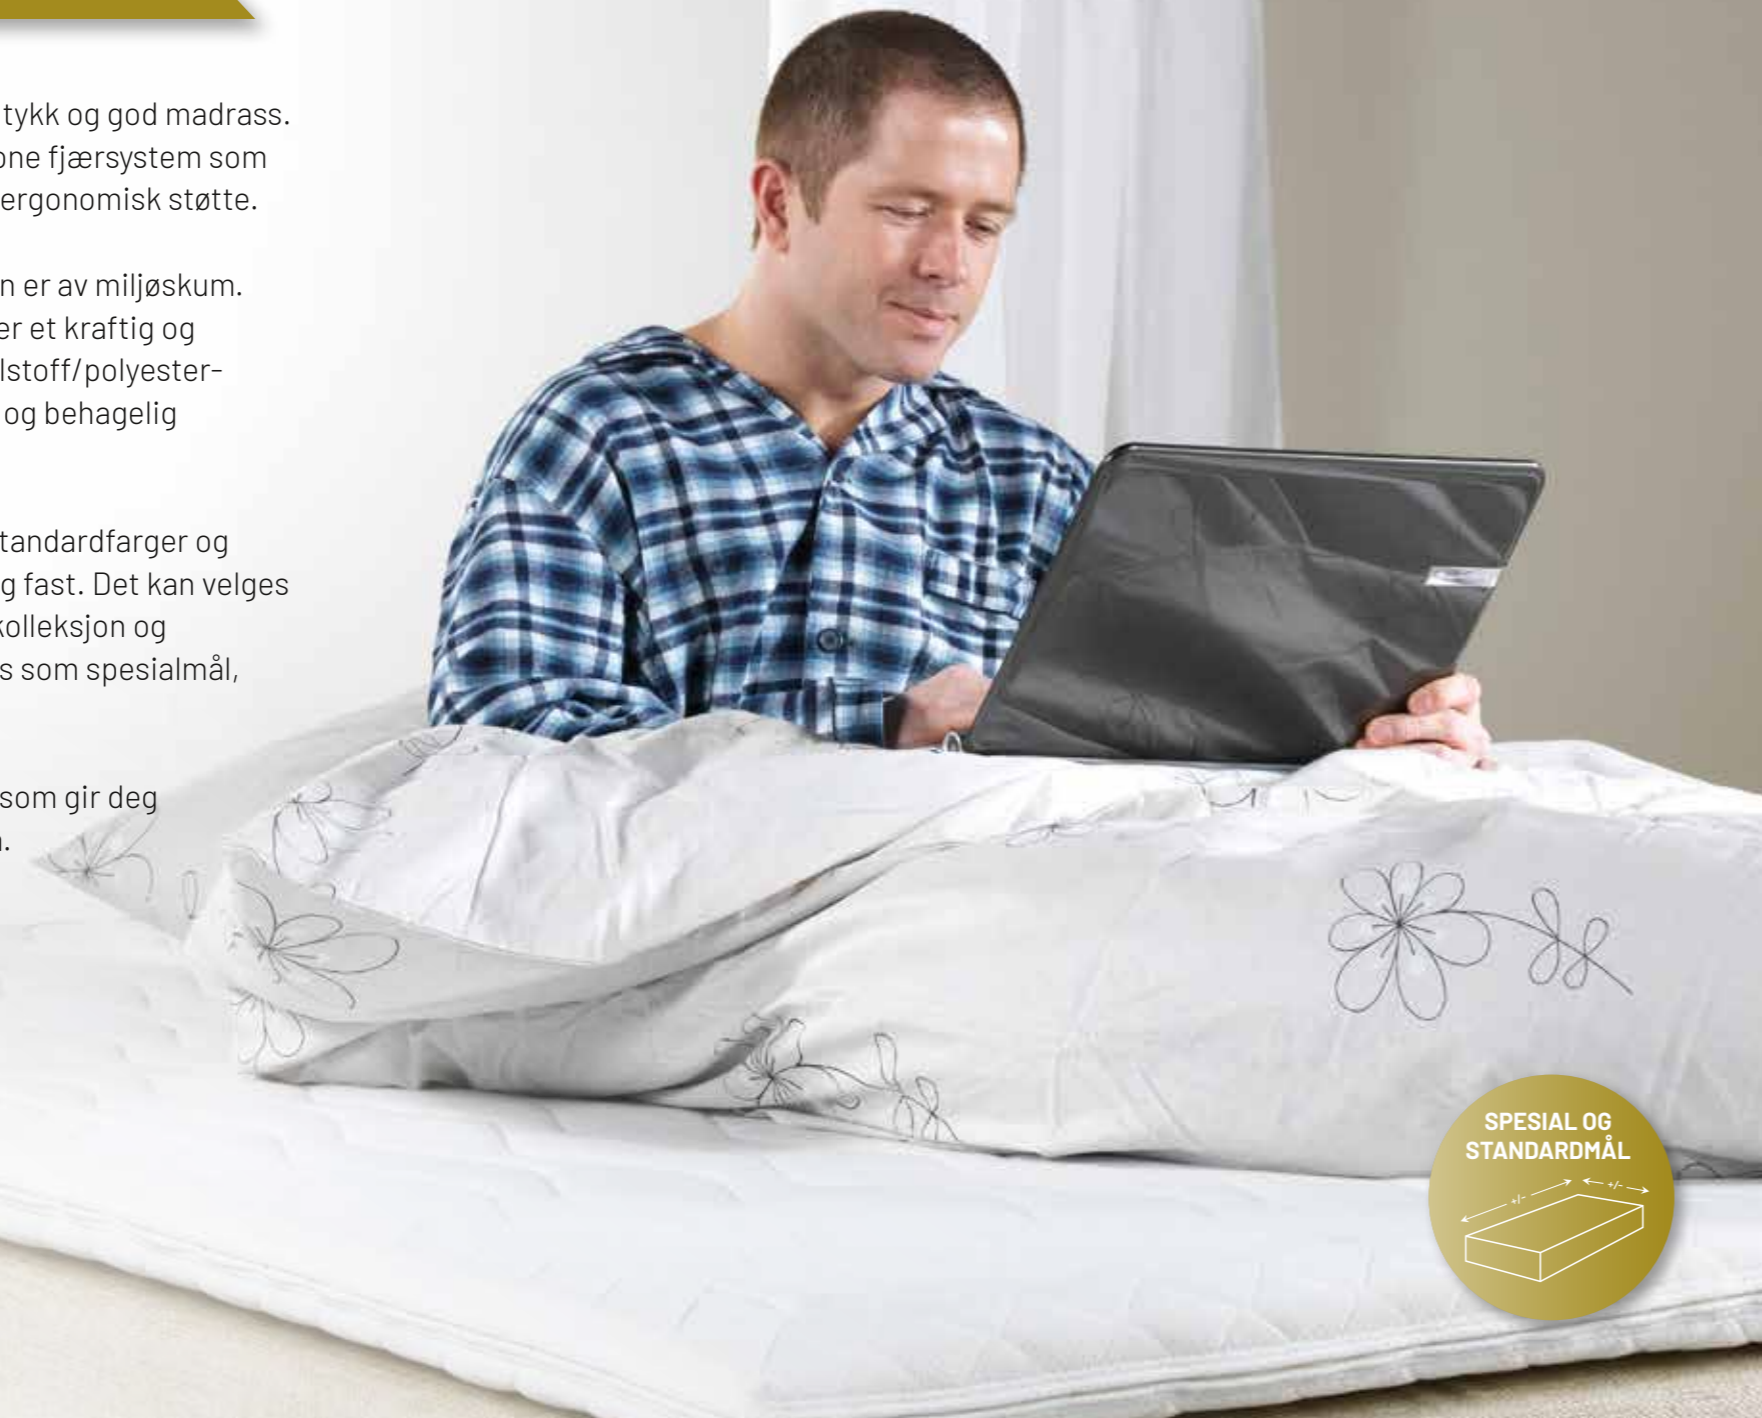 tykk og god madrass.
one fjærsystem som
ergonomisk støtte.
n er av miljøskum.
er et kraftig og
lstoff/polyester-
og behagelig
tandardfarger og
g fast. Det kan velges
kolleksjon og
s som spesialmål,
som gir deg
SPESIAL OG
STANDARDMÅL
+/-
+/-